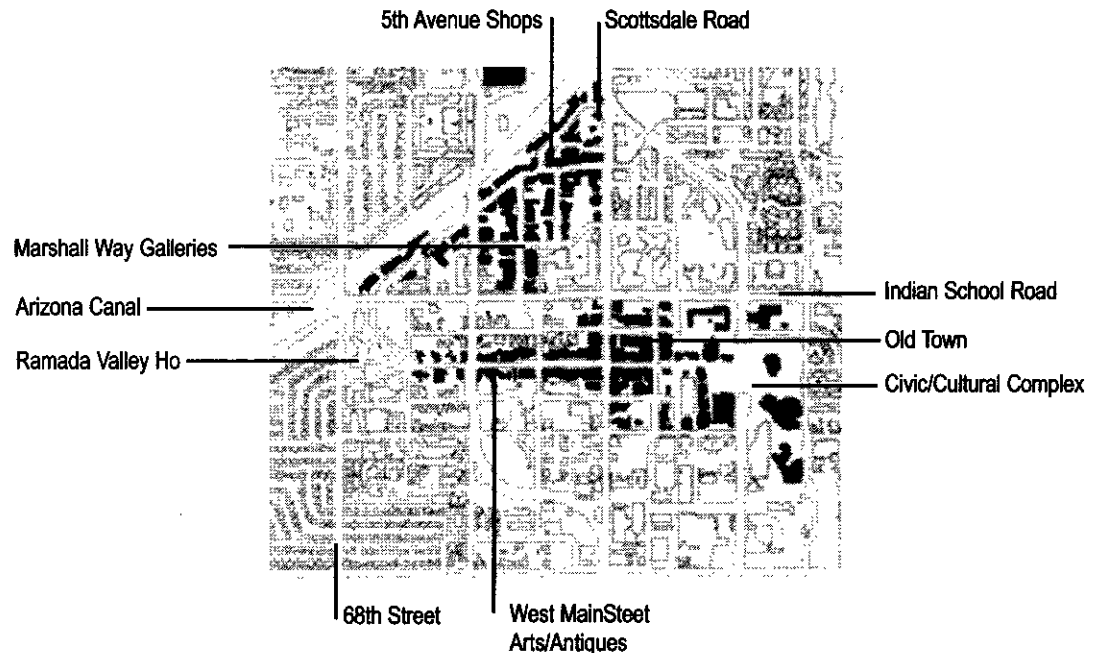 5th Avenue Shops
Scottsdale Road
Marshall Way Galleries
Arizona Canal
Ramada Valley Ho
Indian School Road
Old Town
Civic/Cultural Complex
68th Street
West MainSteet
Arts/Antiques